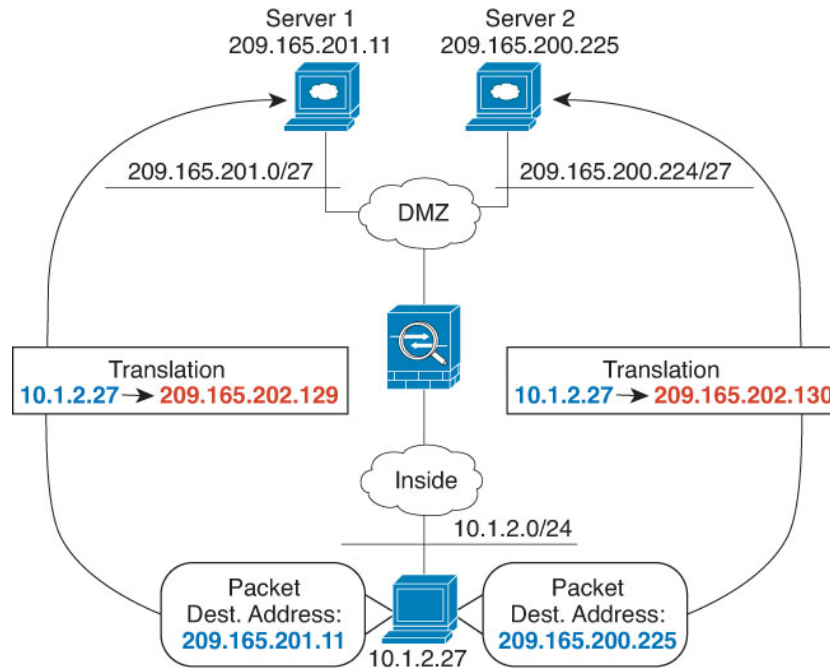 Server 1
209.165.201.11
Server 2
209.165.200.225
209.165.201.0/27
209.165.200.224/27
DMZ
Translation
10.1.2.27 209.165.202.129
Translation
10.1.2.27 209.165.202.130
Inside
10.1.2.0/24
Packet
Dest. Address:
209.165.201.11
Packet
Dest. Address:
209.165.200.225
10.1.2.27